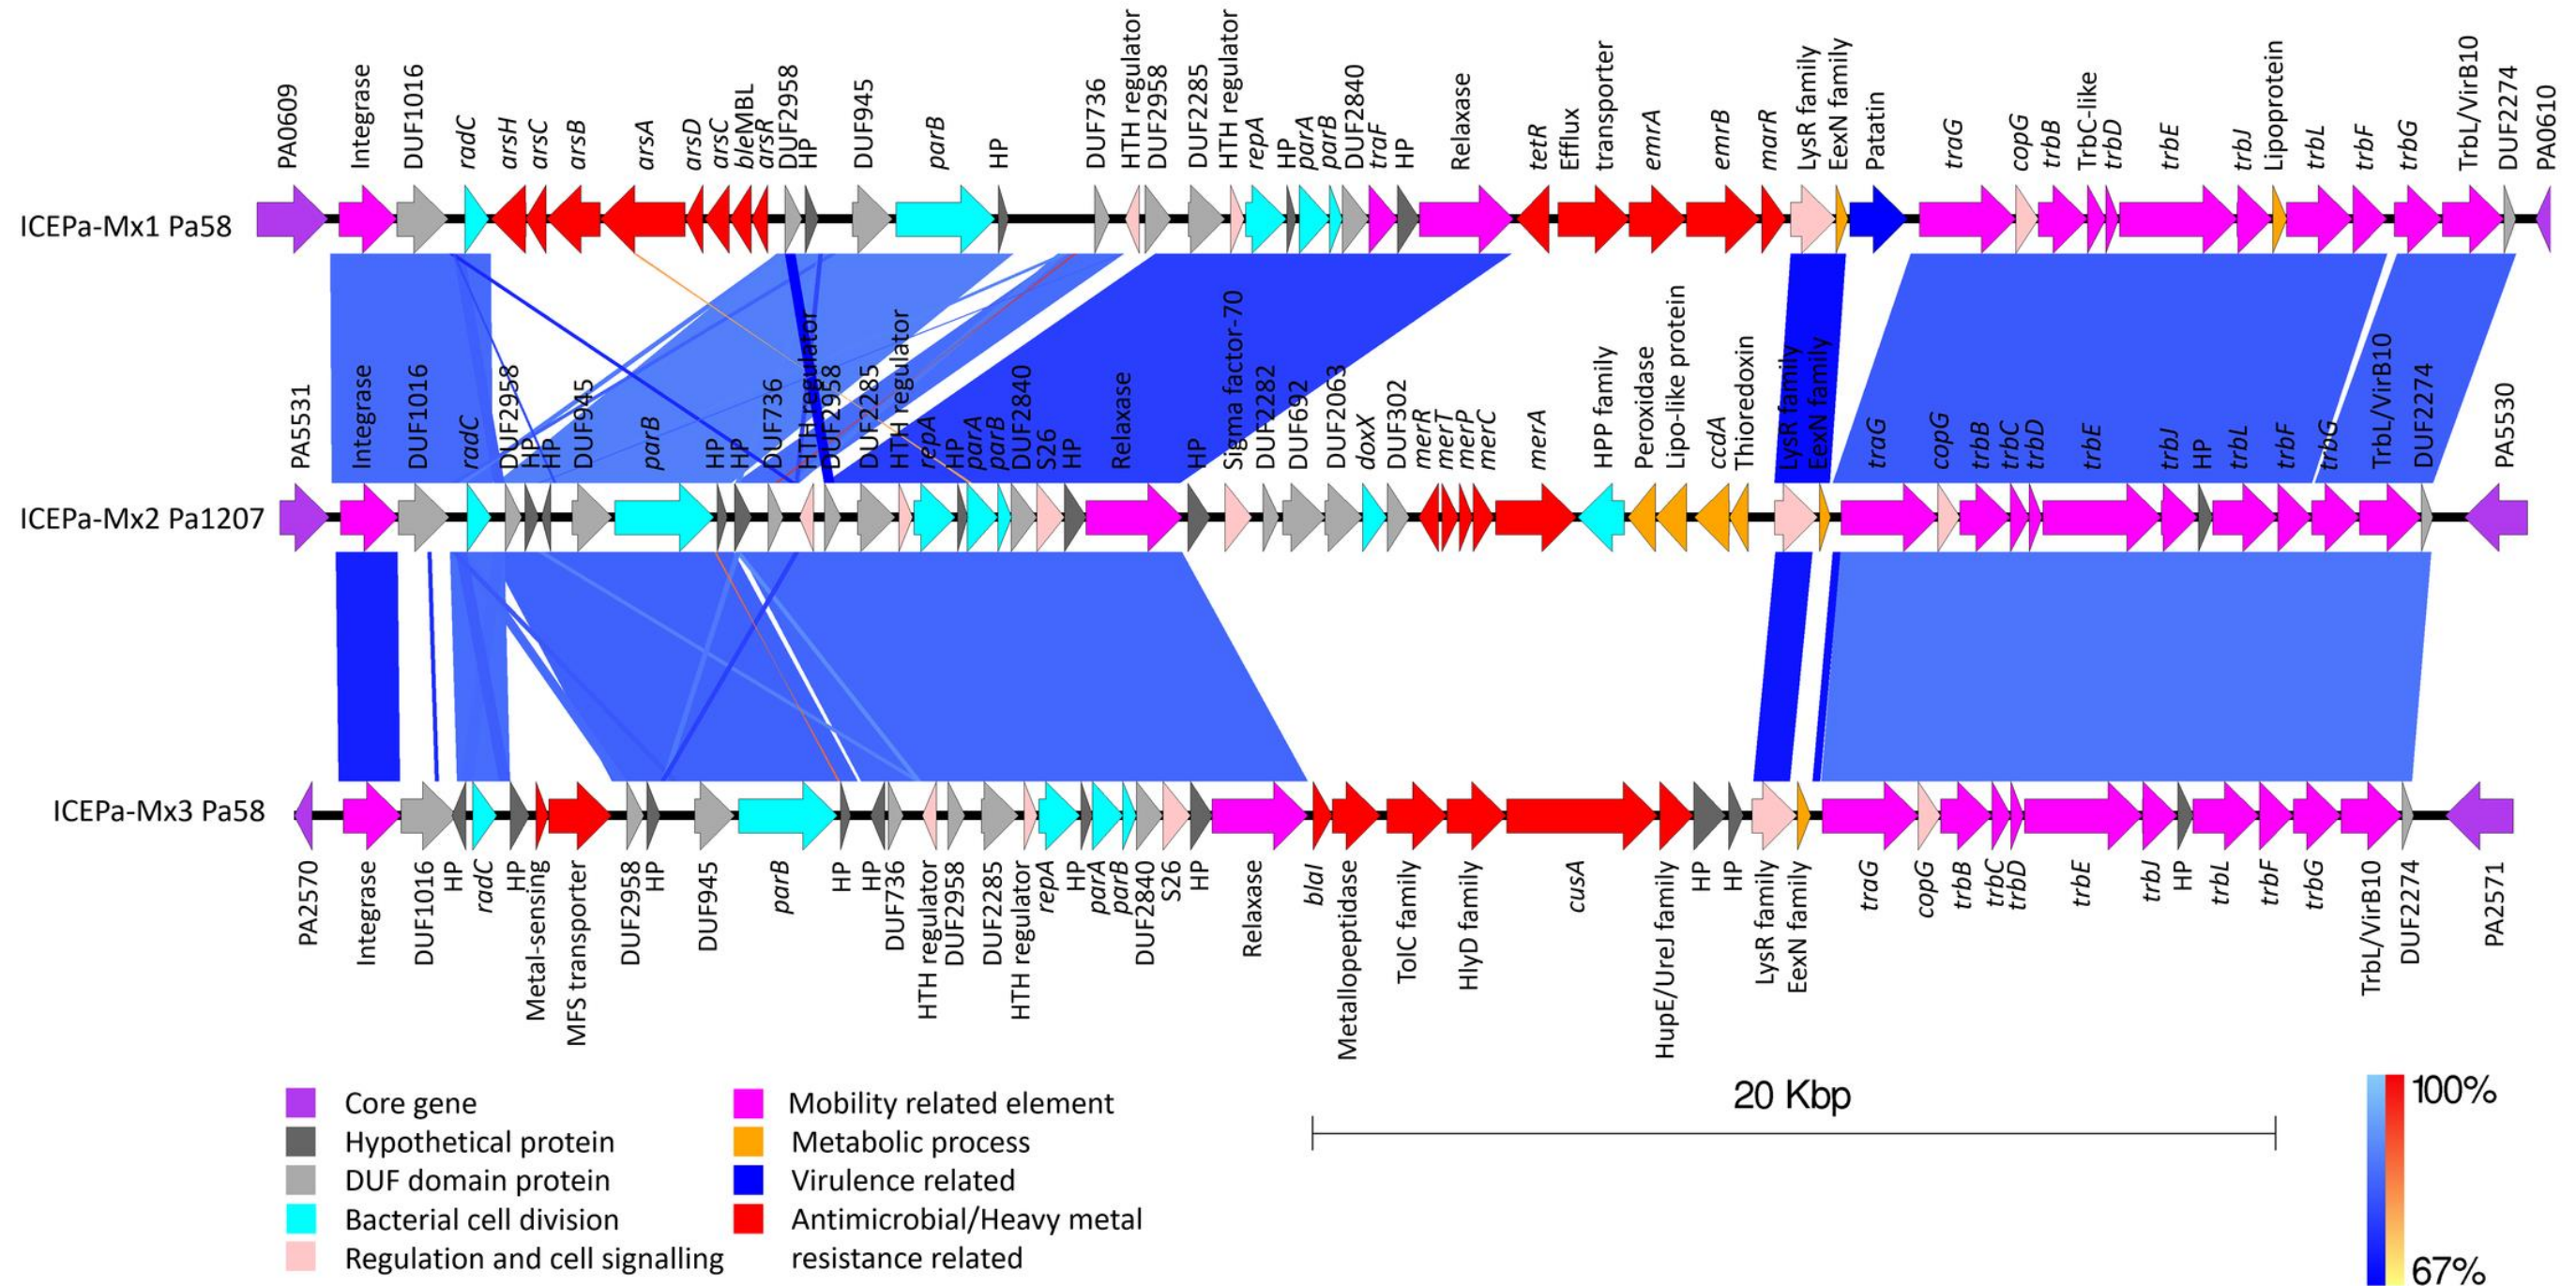 PA0609 Integrase DUF1016 radC arsH arsC arsB arsA arsD arsC bleMBL arsR DUF2958 HP DUF945 parB HP DUF736 HTH regulator DUF2958 DUF2285 HTH regulator repA HP parA parB DUF2840 traF HP Relaxase tetR Efflux transporter emrA emrB marR LysR family EexN family Patatin traG copG trbB TrbC-like trbD trbE trbJ Lipoprotein trbL trbF trbG TrbL/VirB10 DUF2274 PA0610
ICEPa-Mx1 Pa58
PA5531 Integrase DUF1016 radC DUF2958 HP HP DUF945 parB HP HP DUF736 HTH regulator DUF2958 DUF2285 HTH regulator repA HP parA parB DUF2840 S26 HP Relaxase HP Sigma factor-70 DUF2282 DUF692 DUF2063 doxX DUF302 merR merT merP merC merA HPP family Peroxidase Lipo-like protein ccdA Thioredoxin LysR family EexN family traG copG trbB trbC trbD trbE trbJ HP trbL trbF trbG TrbL/VirB10 DUF2274 PA5530
ICEPa-Mx2 Pa1207
ICEPa-Mx3 Pa58
PA2570 Integrase DUF1016 HP radC HP Metal-sensing MFS transporter DUF2958 HP DUF945 parB HP HP DUF736 HTH regulator DUF2958 DUF2285 HTH regulator repA HP parA parB DUF2840 S26 HP Relaxase blaI Metallopeptidase TolC family HlyD family cusA HupE/UreJ family HP HP LysR family EexN family traG copG trbB trbC trbD trbE trbJ HP trbL trbF trbG TrbL/VirB10 DUF2274 PA2571
Core gene
Hypothetical protein
DUF domain protein
Bacterial cell division
Regulation and cell signalling
Mobility related element
Metabolic process
Virulence related
Antimicrobial/Heavy metal
resistance related
20 Kbp
100%
67%